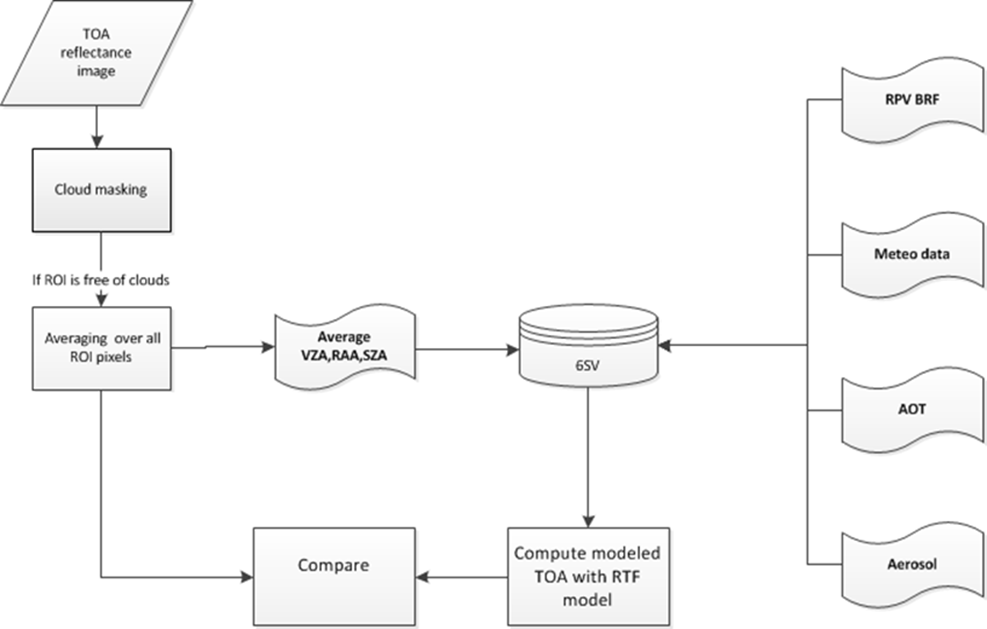 TOA
reflectance
image
Cloud masking
If ROI is free of clouds
Averaging over all
ROI pixels
Average
VZA,RAA,SZA
6SV
RPV BRF
Meteo data
AOT
Aerosol
Compare
Compute modeled
TOA with RTF
model